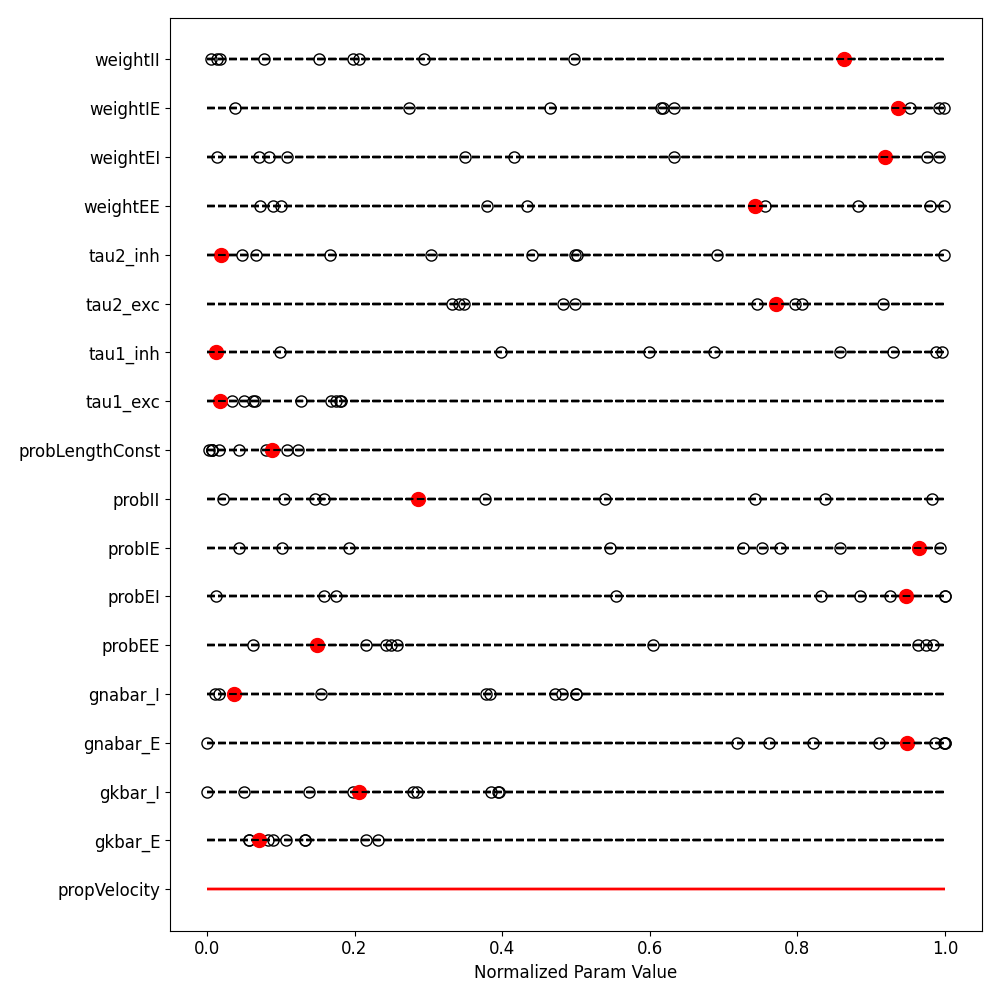 weightII
weightIE
weightEI
weightEE
tau2_inh
tau2_exc
tau1_inh
tau1_exc
probLengthConst
probII
probIE
probEI
probEE
gnabar_I
gnabar_E
gkbar_I
gkbar_E
propVelocity
0.0 0.2 0.4 0.6 0.8 1.0
Normalized Param Value